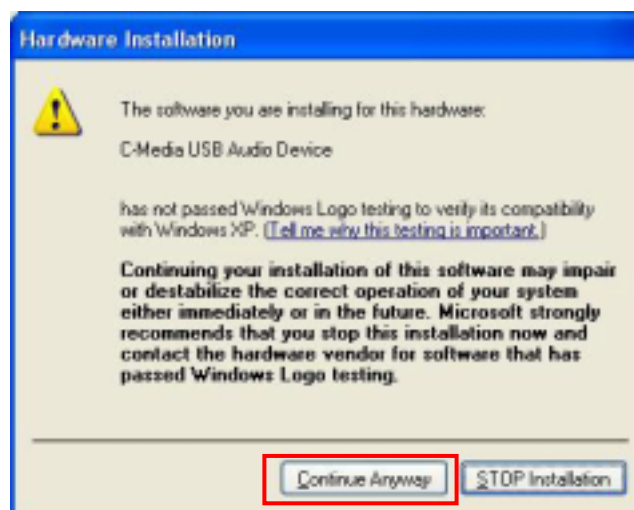 Hardware Installation
The software you are installing for this hardware:
C-Media USB Audio Device
has not passed Windows Logo testing to verify its compatibility
with Windows XP. (Tell me why this testing is important.)
Continuing your installation of this software may impair
or destabilize the correct operation of your system
either immediately or in the future. Microsoft strongly
recommends that you stop this installation now and
contact the hardware vendor for software that has
passed Windows Logo testing.
Continue Anyway STOP Installation